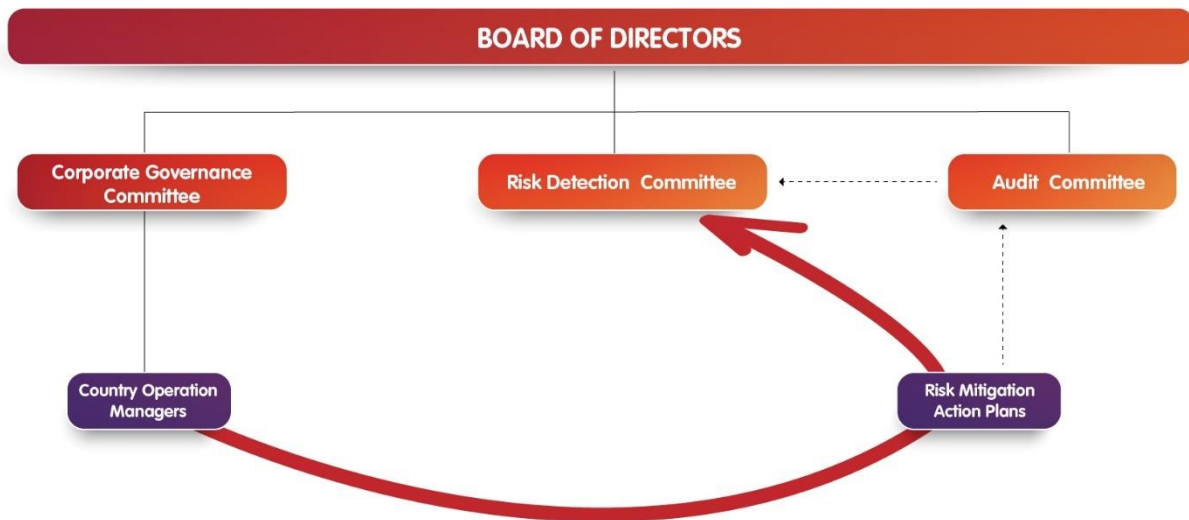 BOARD OF DIRECTORS
Corporate Governance
Committee
Risk Detection Committee
Audit Committee
Country Operation
Managers
Risk Mitigation
Action Plans